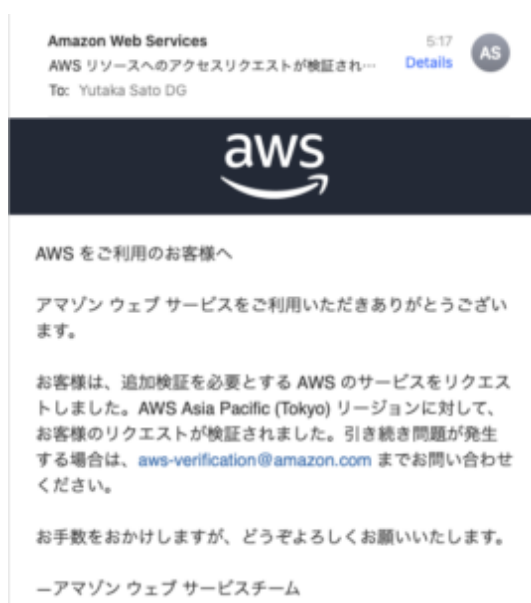 Amazon Web Services 5:17
AWS リソースへのアクセスリクエストが検証され… Details AS
To: Yutaka Sato DG
aws
AWS をご利用のお客様へ
アマゾン ウェブ サービスをご利用いただきありがとうござい
ます。
お客様は、追加検証を必要とする AWS のサービスをリクエス
トしました。AWS Asia Pacific (Tokyo) リージョンに対して、
お客様のリクエストが検証されました。引き続き問題が発生
する場合は、aws-verification@amazon.com までお問い合わせ
ください。
お手数をおかけしますが、どうぞよろしくお願いいたします。
—アマゾン ウェブ サービスチーム